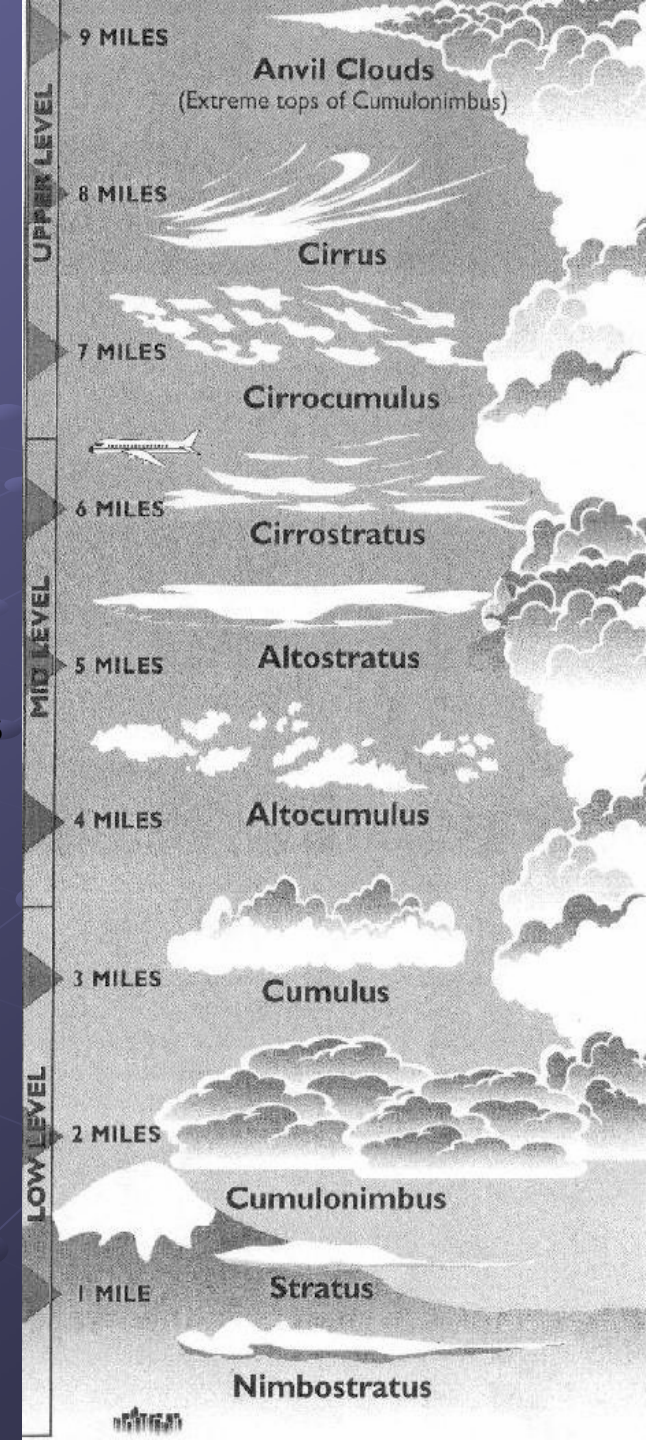 9 MILES
Anvil Clouds
(Extreme tops of Cumulonimbus)
UPPER LEVEL
8 MILES
Cirrus
7 MILES
Cirrocumulus
6 MILES
Cirrostratus
MID LEVEL
5 MILES
Altostratus
4 MILES
Altocumulus
3 MILES
Cumulus
LOW LEVEL
2 MILES
Cumulonimbus
1 MILE
Stratus
Nimbostratus